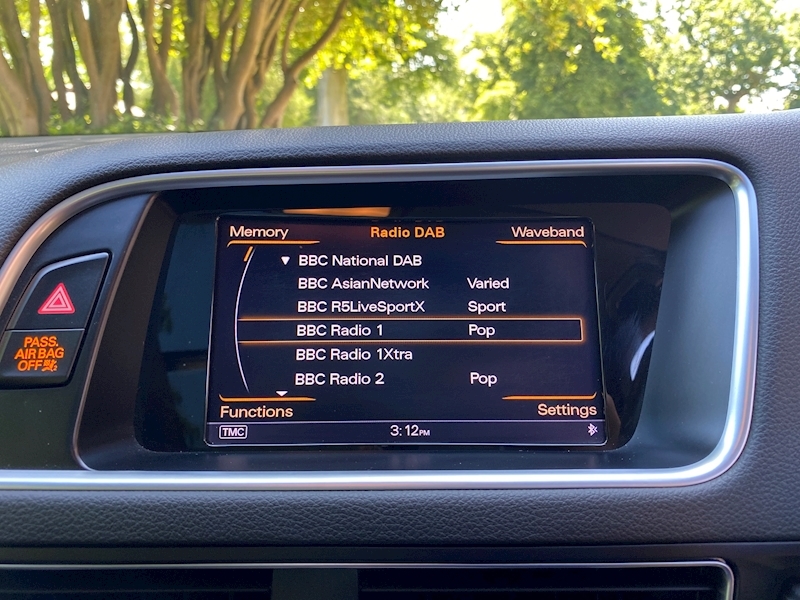 Memory Radio DAB Waveband
BBC National DAB
BBC AsianNetwork Varied
BBC R5LiveSportX Sport
BBC Radio 1 Pop
BBC Radio 1Xtra
BBC Radio 2 Pop
Functions Settings
TMC 3:12PM
PASS.
AIR BAG
OFF